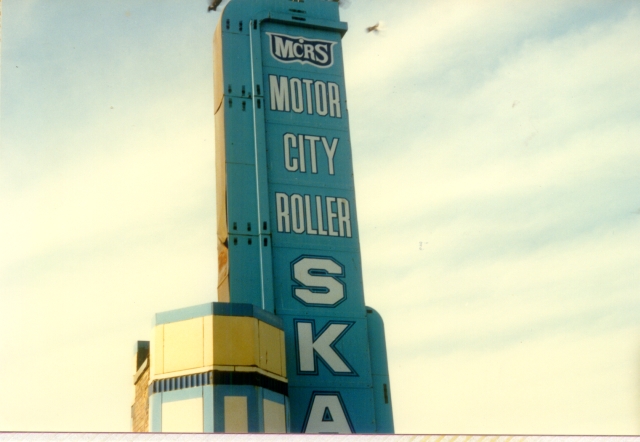 MCRS
MOTOR
CITY
ROLLER
S
K
A